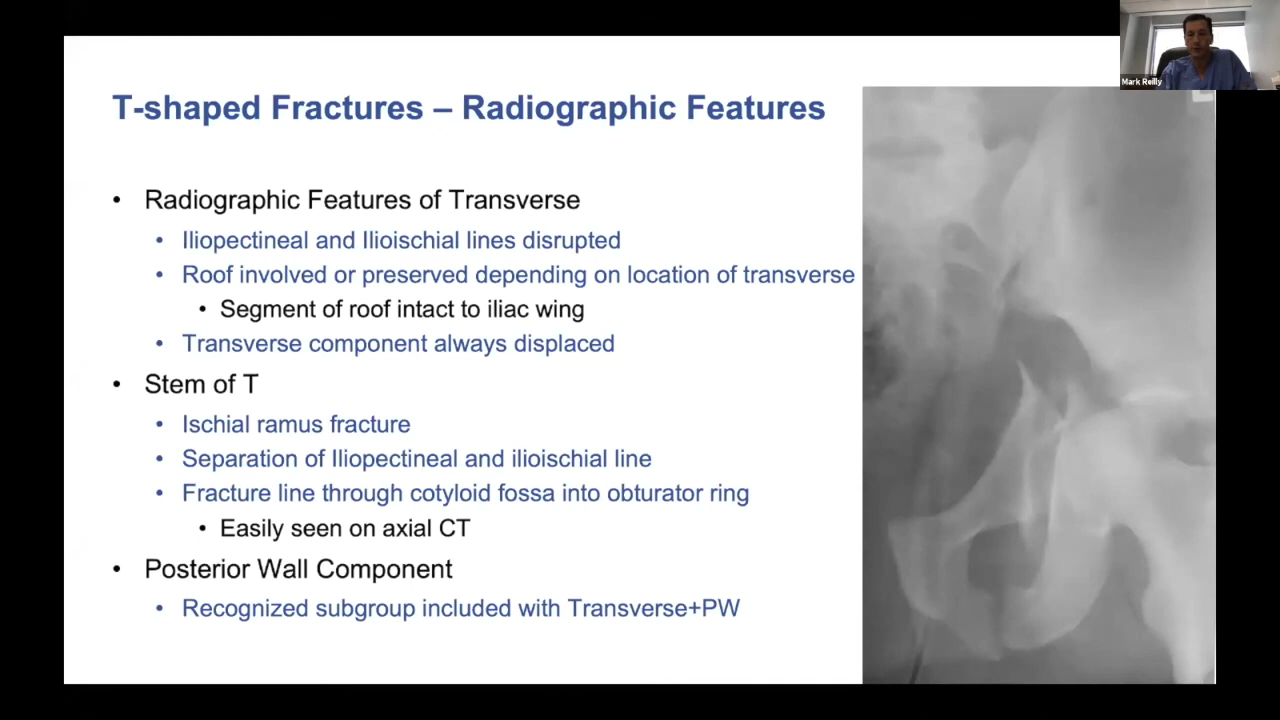 Mark Reilly
T-shaped Fractures – Radiographic Features
• Radiographic Features of Transverse
• Iliopectineal and Ilioischial lines disrupted
• Roof involved or preserved depending on location of transverse
• Segment of roof intact to iliac wing
• Transverse component always displaced
• Stem of T
• Ischial ramus fracture
• Separation of Iliopectineal and ilioischial line
• Fracture line through cotyloid fossa into obturator ring
• Easily seen on axial CT
• Posterior Wall Component
• Recognized subgroup included with Transverse+PW